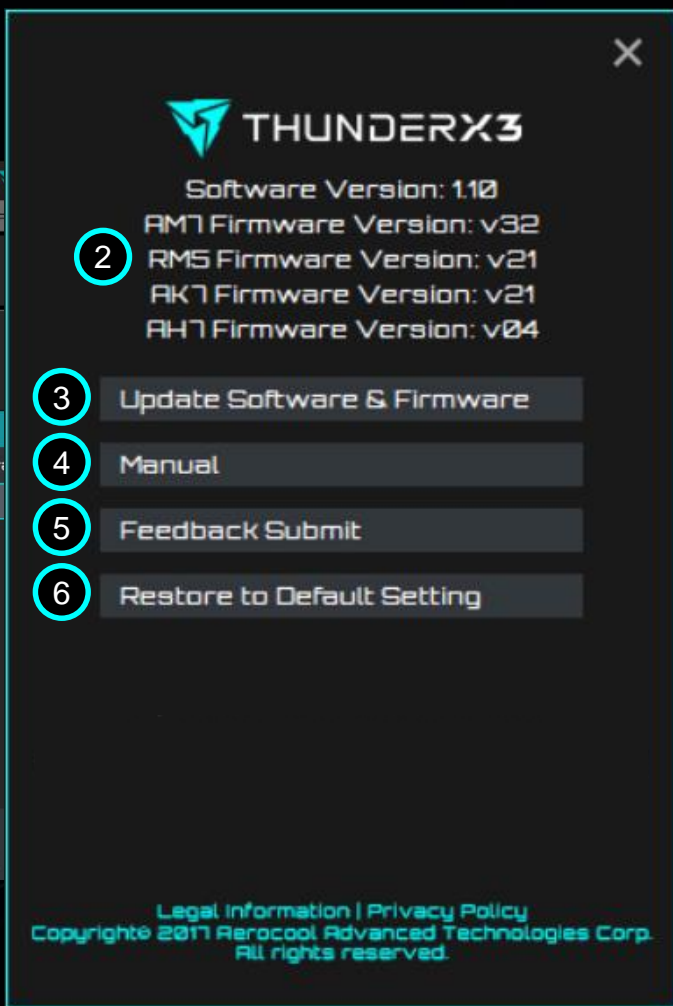 THUNDERX3
Software Version: 1.10
AM7 Firmware Version: v32
2
RM5 Firmware Version: v21
AK7 Firmware Version: v21
AH7 Firmware Version: v04
3
Update Software & Firmware
4
Manual
5
Feedback Submit
6
Restore to Default Setting
Legal Information | Privacy Policy
Copyright© 2017 Aerocool Advanced Technologies Corp.
All rights reserved.